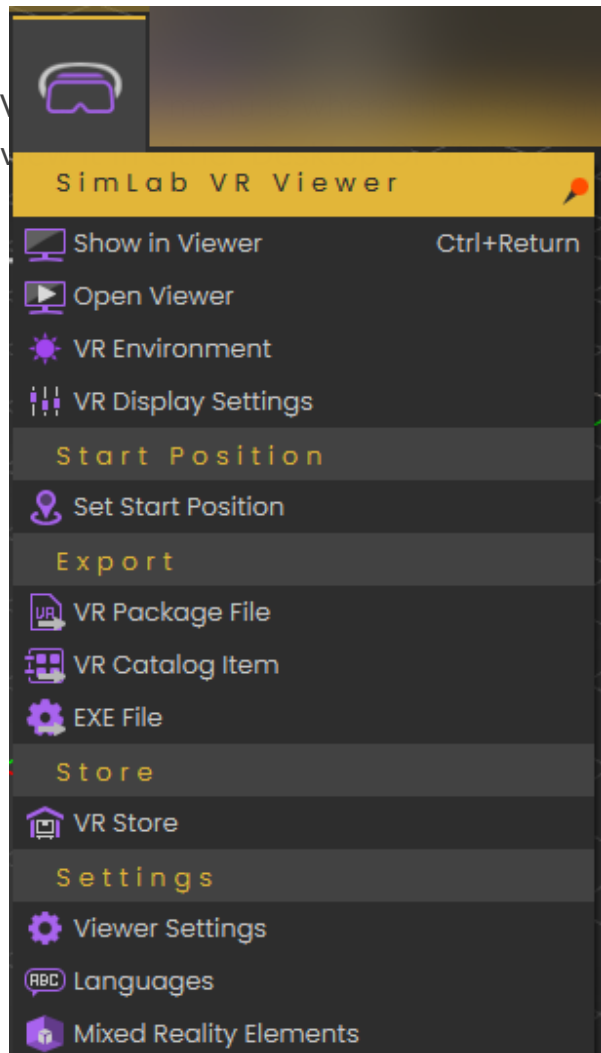 SimLab VR Viewer
Show in Viewer Ctrl+Return
Open Viewer
VR Environment
VR Display Settings
Start Position
Set Start Position
Export
VR
VR Package File
VR Catalog Item
EXE File
Store
VR Store
Settings
Viewer Settings
ABC
Languages
Mixed Reality Elements